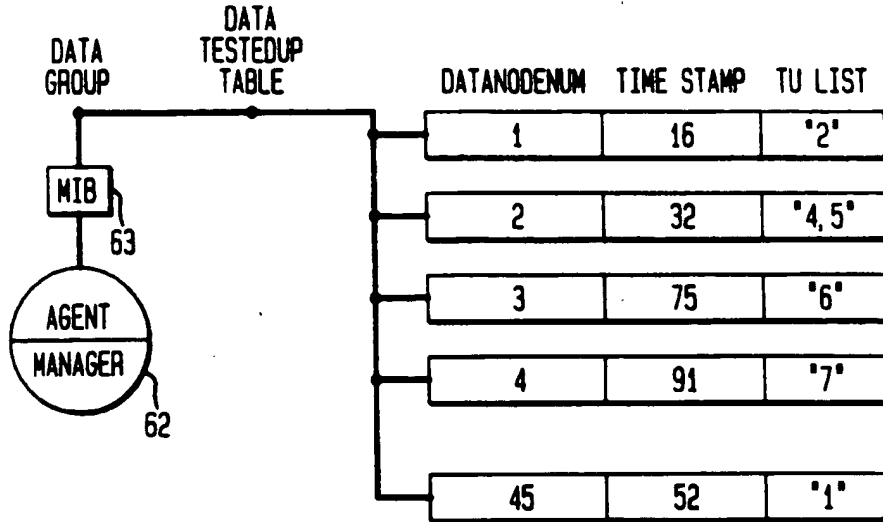 DATA GROUP
DATA TESTEDUP TABLE
DATANODENUM TIME STAMP TU LIST
1 16 "2"
2 32 "4,5"
3 75 "6"
4 91 "7"
45 52 "1"
MIB
63
AGENT
MANAGER
62